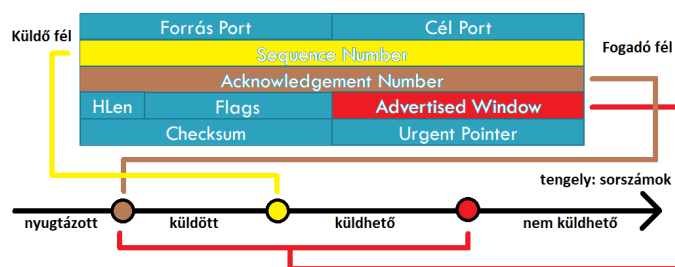 Forrás Port Cél Port
Küldő fél
Sequence Number
Fogadó fél
Acknowledgement Number
HLen Flags Advertised Window
Checksum Urgent Pointer
tengely: sorszámok
nyugtázott küldött küldhető nem küldhető